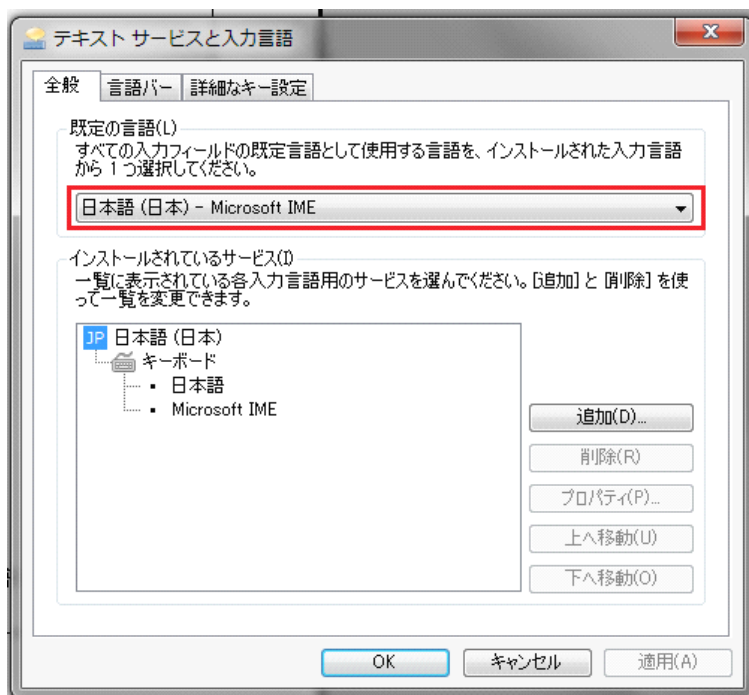 テキスト サービスと入力言語
全般
言語バー
詳細なキー設定
既定の言語(L)
すべての入力フィールドの既定言語として使用する言語を、インストールされた入力言語
から 1 つ選択してください。
日本語 (日本) - Microsoft IME
インストールされているサービス(I)
一覧に表示されている各入力言語用のサービスを選んでください。[追加] と [削除] を使
って一覧を変更できます。
JP 日本語 (日本)
キーボード
日本語
Microsoft IME
追加(D)...
削除(R)
プロパティ(P)...
上へ移動(U)
下へ移動(O)
OK
キャンセル
適用(A)